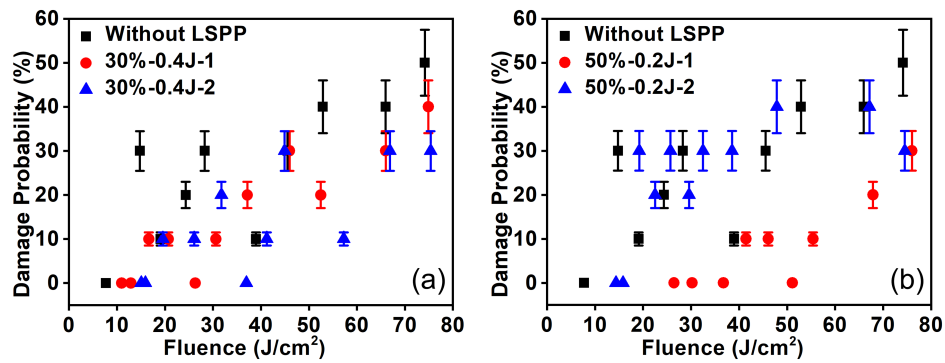 60
50
40
30
20
10
0
Damage Probability (%)
Without LSPP
30%-0.4J-1
30%-0.4J-2
(a)
0 10 20 30 40 50 60 70 80
Fluence (J/cm²)
60
50
40
30
20
10
0
Damage Probability (%)
Without LSPP
50%-0.2J-1
50%-0.2J-2
(b)
0 10 20 30 40 50 60 70 80
Fluence (J/cm²)